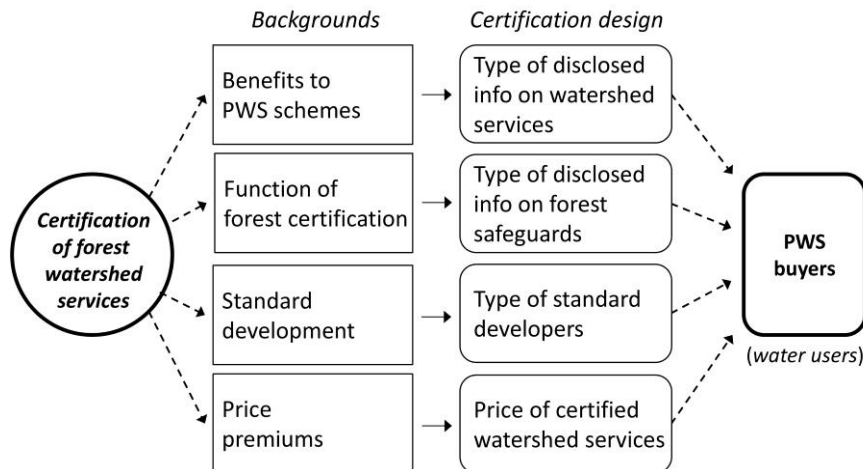 Backgrounds
Certification design
Certification
of forest
watershed
services
Benefits to
PWS schemes
Type of disclosed
info on watershed
services
Function of
forest certification
Type of disclosed
info on forest
safeguards
Standard
development
Type of standard
developers
Price
premiums
Price of certified
watershed services
PWS
buyers
(water users)